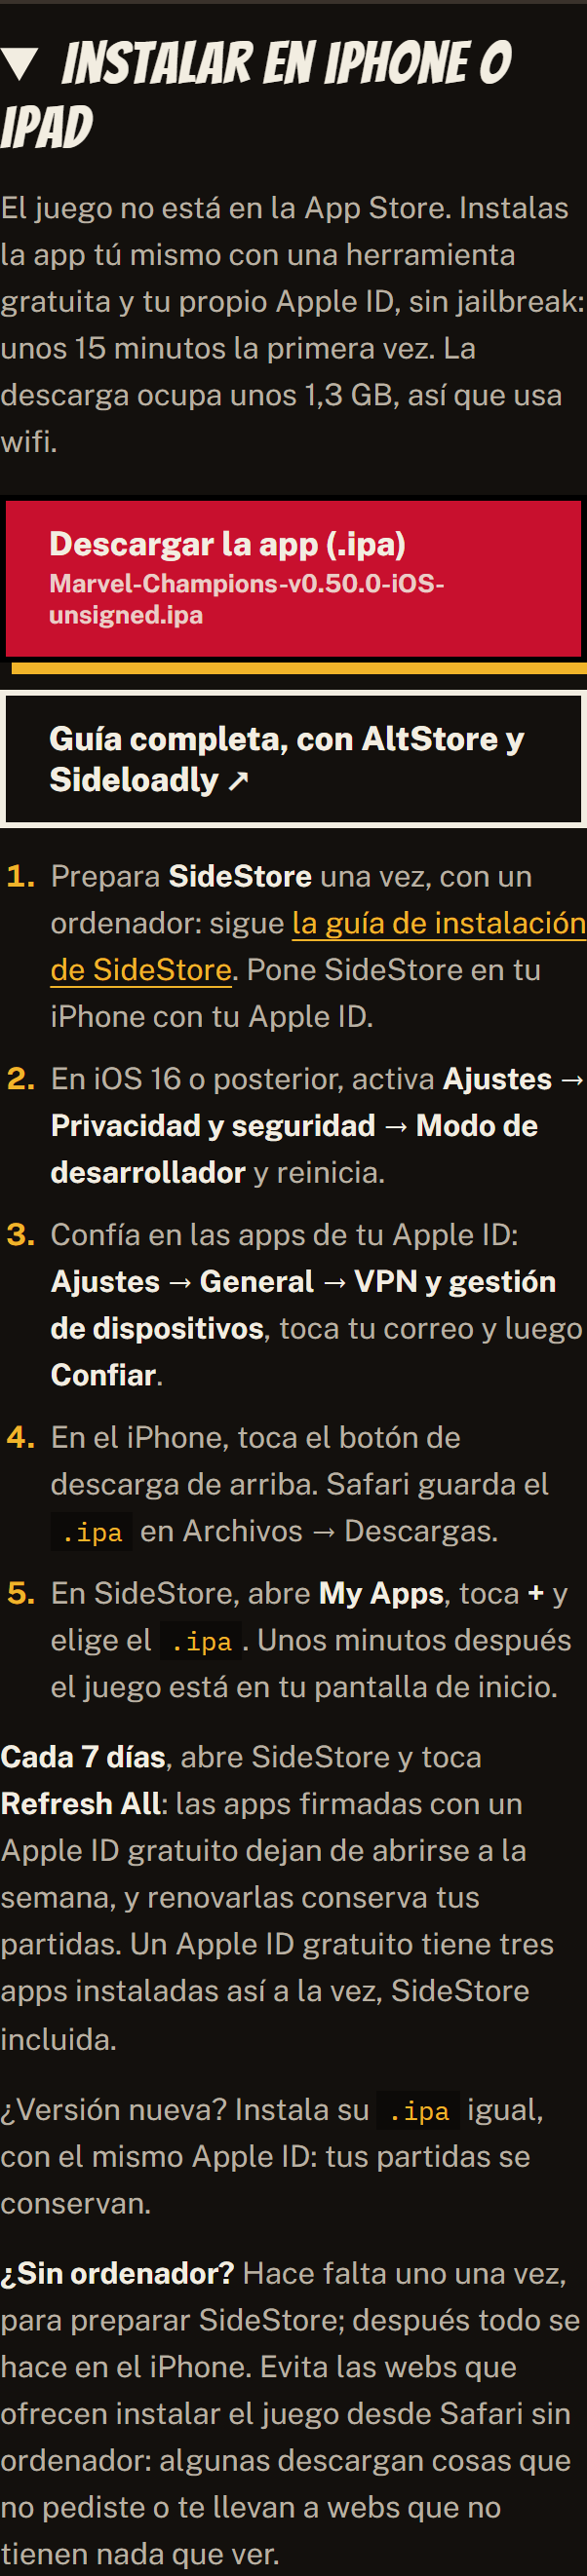 ▼ INSTALAR EN IPHONE O
IPAD
El juego no está en la App Store. Instalas
la app tú mismo con una herramienta
gratuita y tu propio Apple ID, sin jailbreak:
unos 15 minutos la primera vez. La
descarga ocupa unos 1,3 GB, así que usa
wifi.
Descargar la app (.ipa)
Marvel-Champions-v0.50.0-iOS-
unsigned.ipa
Guía completa, con AltStore y
Sideloadly ↗
1. Prepara SideStore una vez, con un
ordenador: sigue la guía de instalación
de SideStore. Pone SideStore en tu
iPhone con tu Apple ID.
2. En iOS 16 o posterior, activa Ajustes →
Privacidad y seguridad → Modo de
desarrollador y reinicia.
3. Confía en las apps de tu Apple ID:
Ajustes → General → VPN y gestión
de dispositivos, toca tu correo y luego
Confiar.
4. En el iPhone, toca el botón de
descarga de arriba. Safari guarda el
.ipa en Archivos → Descargas.
5. En SideStore, abre My Apps, toca + y
elige el .ipa. Unos minutos después
el juego está en tu pantalla de inicio.
Cada 7 días, abre SideStore y toca
Refresh All: las apps firmadas con un
Apple ID gratuito dejan de abrirse a la
semana, y renovarlas conserva tus
partidas. Un Apple ID gratuito tiene tres
apps instaladas así a la vez, SideStore
incluida.
¿Versión nueva? Instala su .ipa igual,
con el mismo Apple ID: tus partidas se
conservan.
¿Sin ordenador? Hace falta uno una vez,
para preparar SideStore; después todo se
hace en el iPhone. Evita las webs que
ofrecen instalar el juego desde Safari sin
ordenador: algunas descargan cosas que
no pediste o te llevan a webs que no
tienen nada que ver.